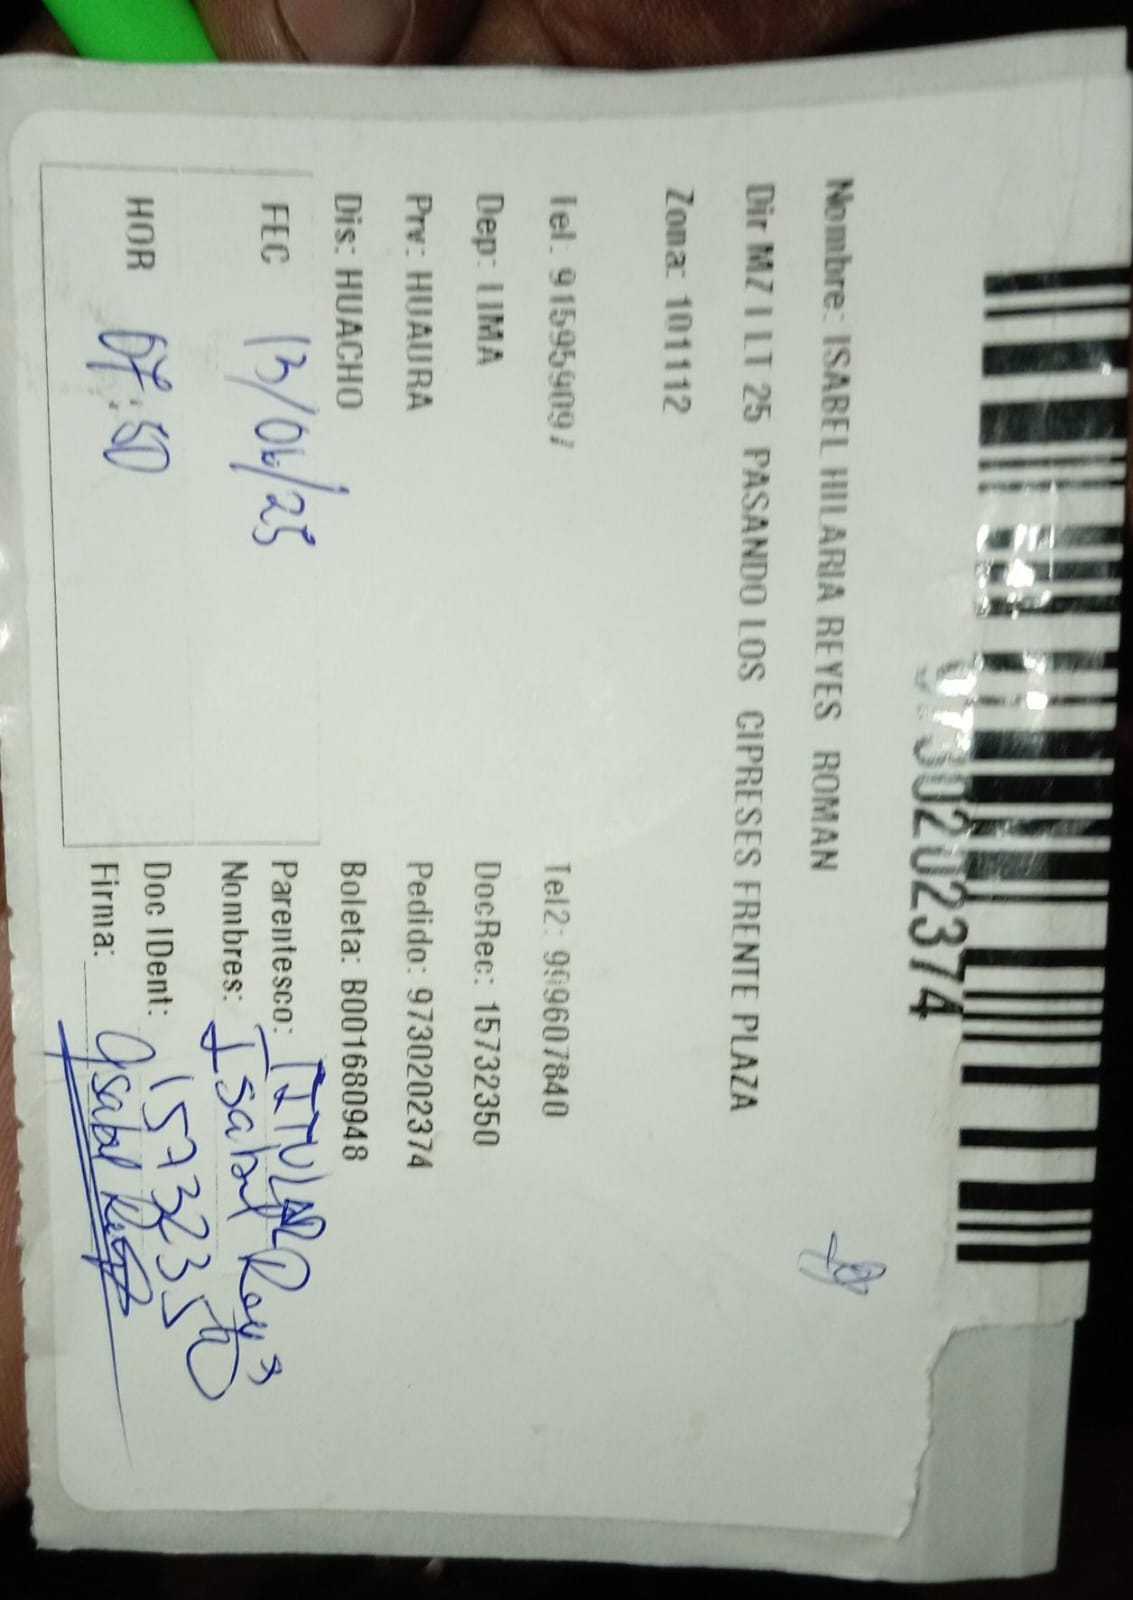 9730202374
Nombre: ISABEL HILARIA REYES ROMAN
Dir MZ I LT 25 PASANDO LOS CIPRESES FRENTE PLAZA
Zona: 101112
Tel: 915959097 Tel2: 999607840
Dep: LIMA DocRec: 15732350
Prv: HUAURA Pedido: 9730202374
Dis: HUACHO Boleta: B001680948
FEC 13/06/25 Parentesco: TITULAR
Nombres: Isabel Reyes
HOR 07:50 Doc IDent: 15732350
Firma: Isabel